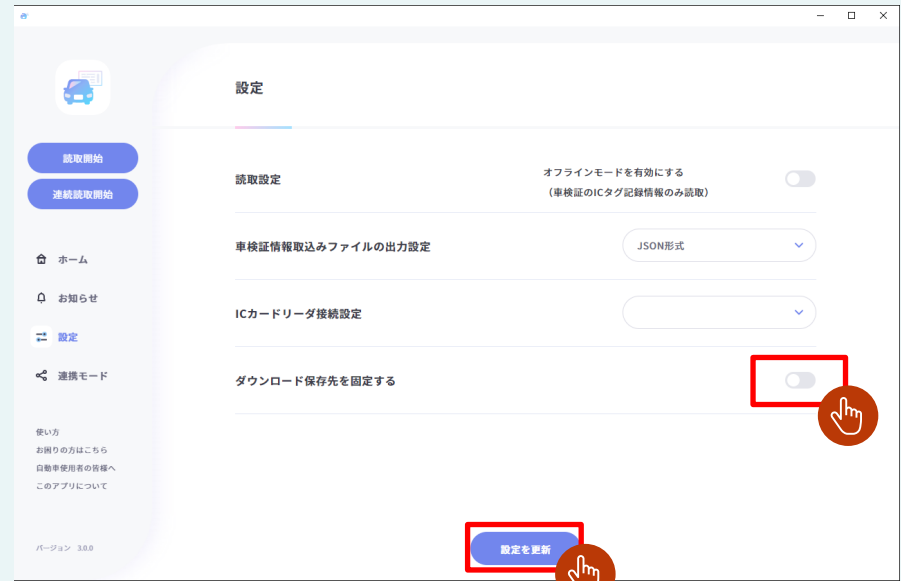 読取開始
連続読取開始
ホーム
お知らせ
設定
連携モード
使い方
お困りの方はこちら
自動車使用者の皆様へ
このアプリについて
バージョン 3.0.0
設定
読取設定
オフラインモードを有効にする
（車検証のICタグ記録情報のみ読取）
車検証情報取込みファイルの出力設定
JSON形式
ICカードリーダ接続設定
ダウンロード保存先を固定する
設定を更新